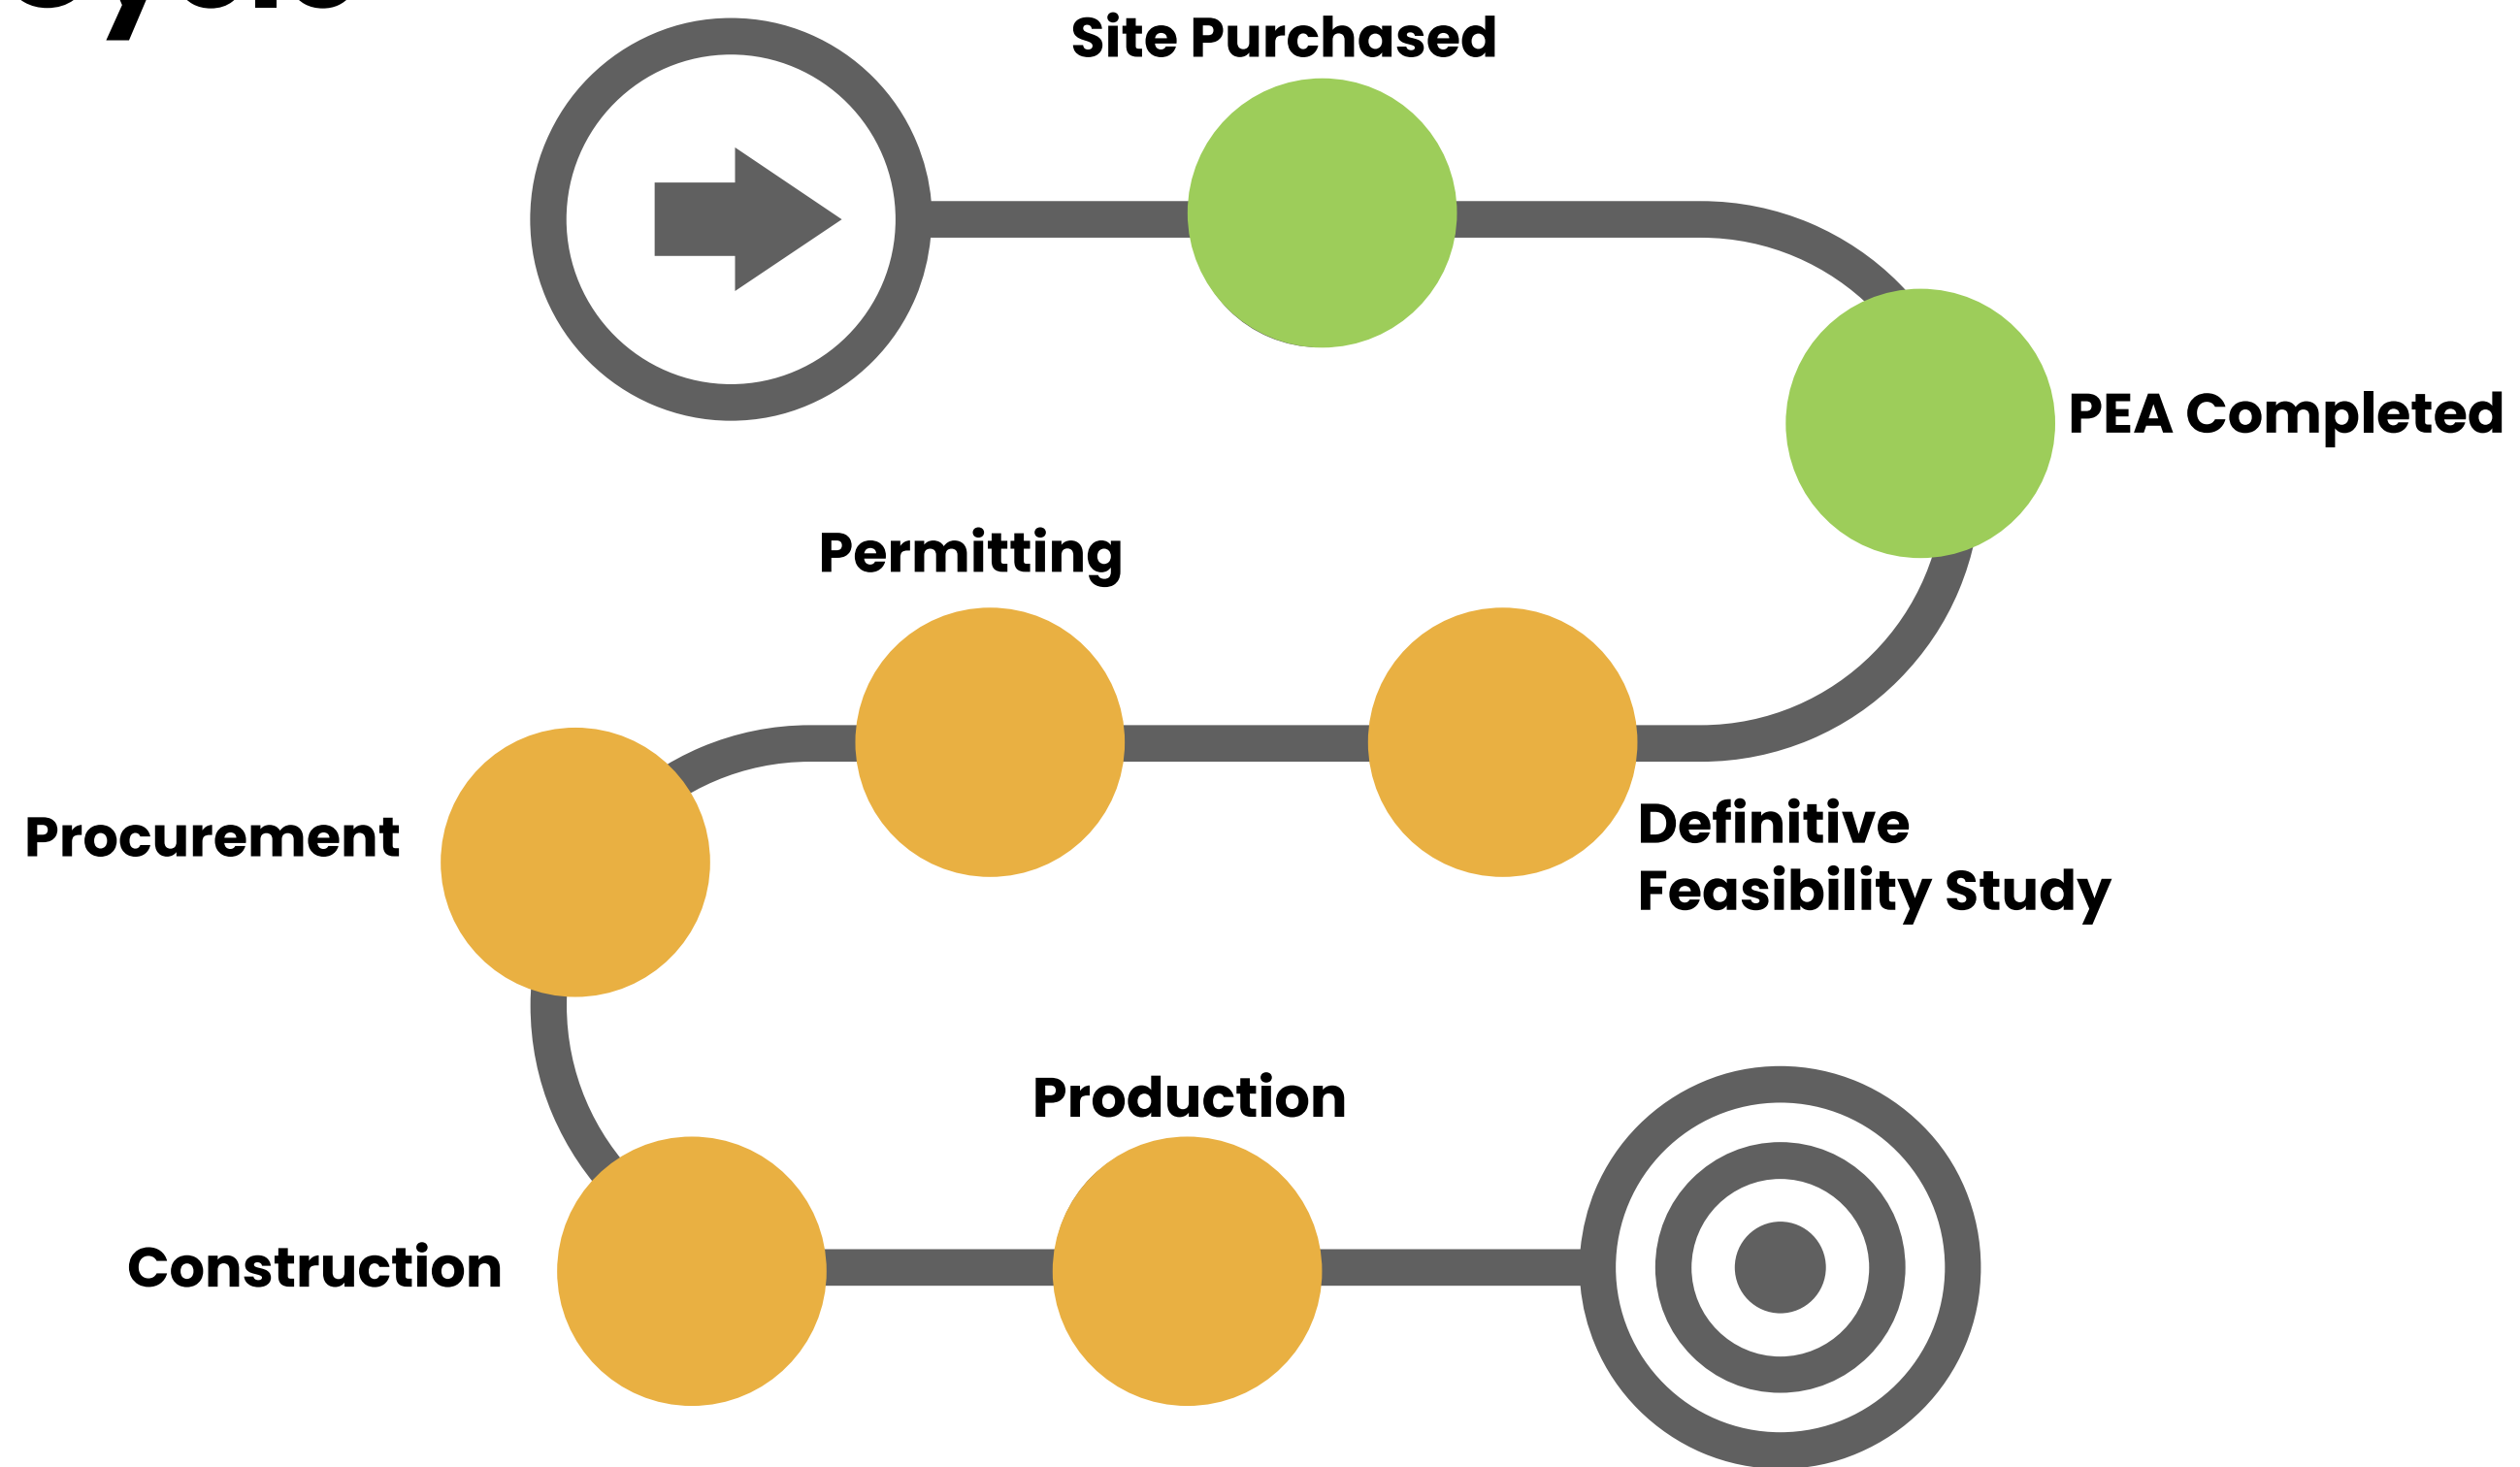 Site Purchased
PEA Completed
Permitting
Procurement
Definitive
Feasibility Study
Production
Construction